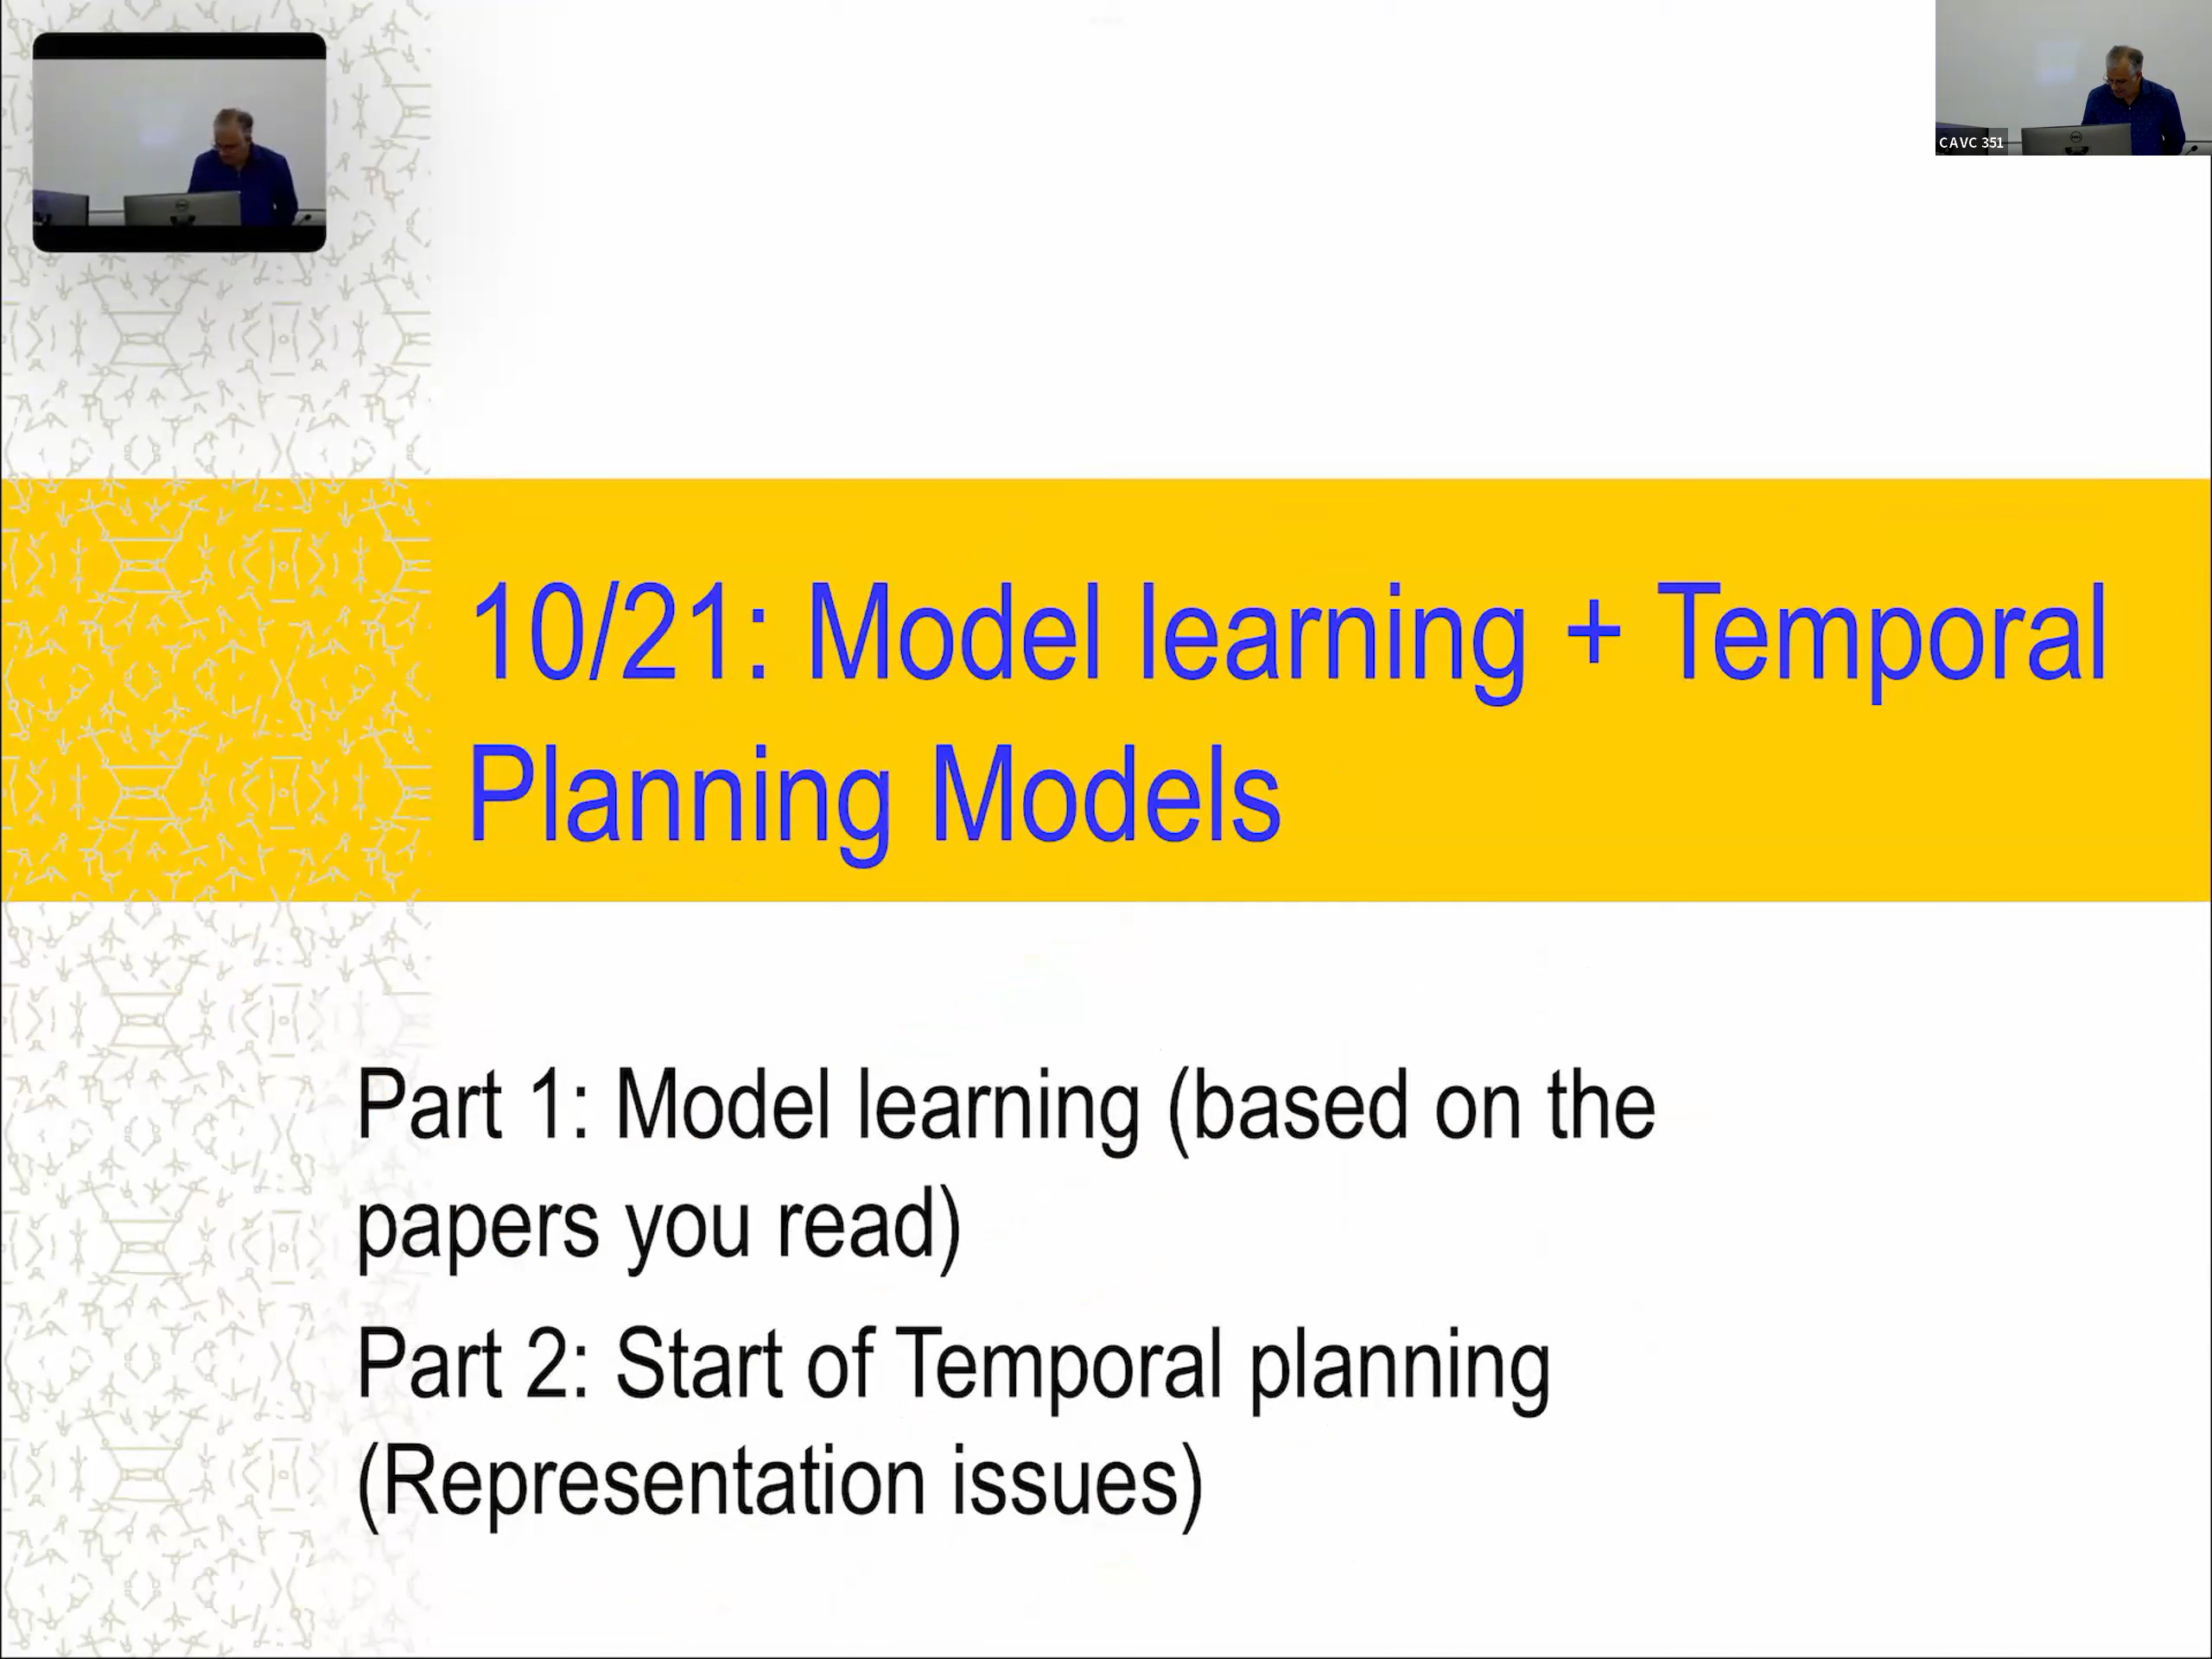 CAVC 351
10/21: Model learning + Temporal
Planning Models
Part 1: Model learning (based on the
papers you read)
Part 2: Start of Temporal planning
(Representation issues)